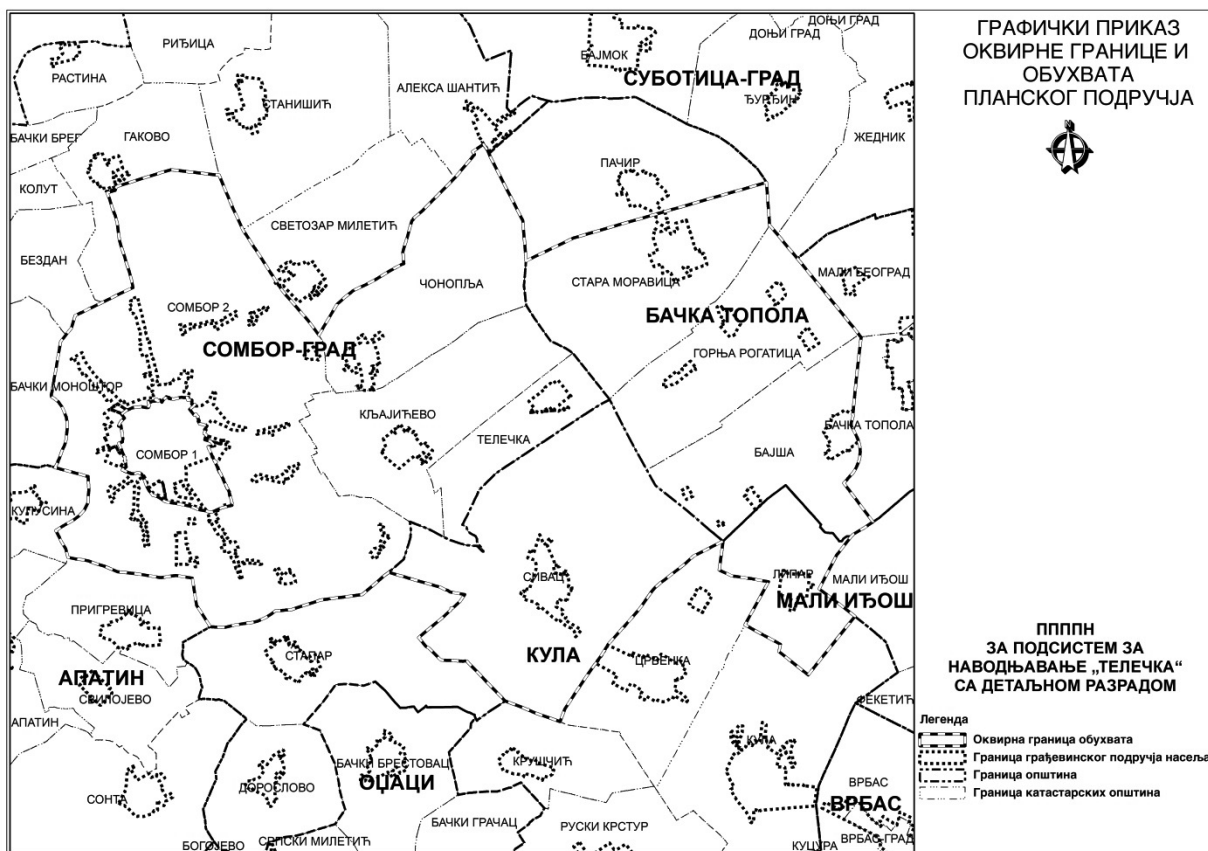 ГРАФИЧКИ ПРИКАЗ
ОКВИРНЕ ГРАНИЦЕ И
ОБУХВАТА
ПЛАНСКОГ ПОДРУЧЈА
ДОЊИ ГРАД
РИЂИЦА
ДОЊИ ГРАД
БАЈМОК
РАСТИНА
СУБОТИЦА-ГРАД
АЛЕКСА ШАНТИЋ
СТАНИШИЋ
ЂУРЂИН
БАЧКИ БРЕГ
ГАКОВО
ЖЕДНИК
ПАЧИР
КОЛУТ
СВЕТОЗАР МИЛЕТИЋ
БЕЗДАН
МАЛИ БЕОГРАД
ЧОНОПЉА
СТАРА МОРАВИЦА
СОМБОР 2
БАЧКА ТОПОЛА
СОМБОР-ГРАД
ГОРЊА РОГАТИЦА
БАЧКИ МОНОШТОР
КЉАЈИЋЕВО
ТЕЛЕЧКА
БАЧКА ТОПОЛА
СОМБОР 1
БАЈША
КУПУСИНА
СИВАЦ
ЛИПАР
МАЛИ ИЂОШ
МАЛИ ИЂОШ
ПРИГРЕВИЦА
СТАПАР
КУЛА
ЦРВЕНКА
АПАТИН
СВИЛОЈЕВО
ФЕКЕТИЋ
АПАТИН
КУЛА
БАЧКИ БРЕСТОВАЦ
КРУШЧИЋ
ОЏАЦИ
ДОРОСЛОВО
ВРБАС
СОНТА
ВРБАС
БАЧКИ ГРАЧАЦ
РУСКИ КРСТУР
ВРБАС-ГРАД
БОГОЈЕВО
СРПСКИ МИЛЕТИЋ
КУЦУРА
ППППН
ЗА ПОДСИСТЕМ ЗА
НАВОДЊАВАЊЕ „ТЕЛЕЧКА“
СА ДЕТАЉНОМ РАЗРАДОМ
Легенда
Оквирна граница обухвата
Граница грађевинског подручја насеља
Граница општина
Граница катастарских општина